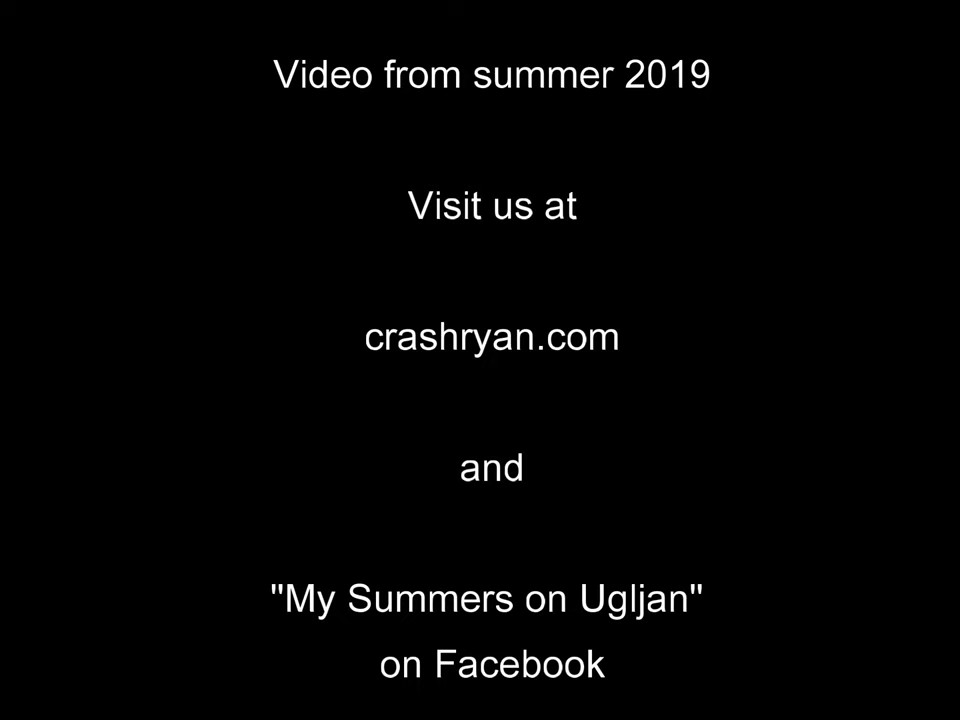 Video from summer 2019
Visit us at
crashryan.com
and
"My Summers on Ugljan"
on Facebook